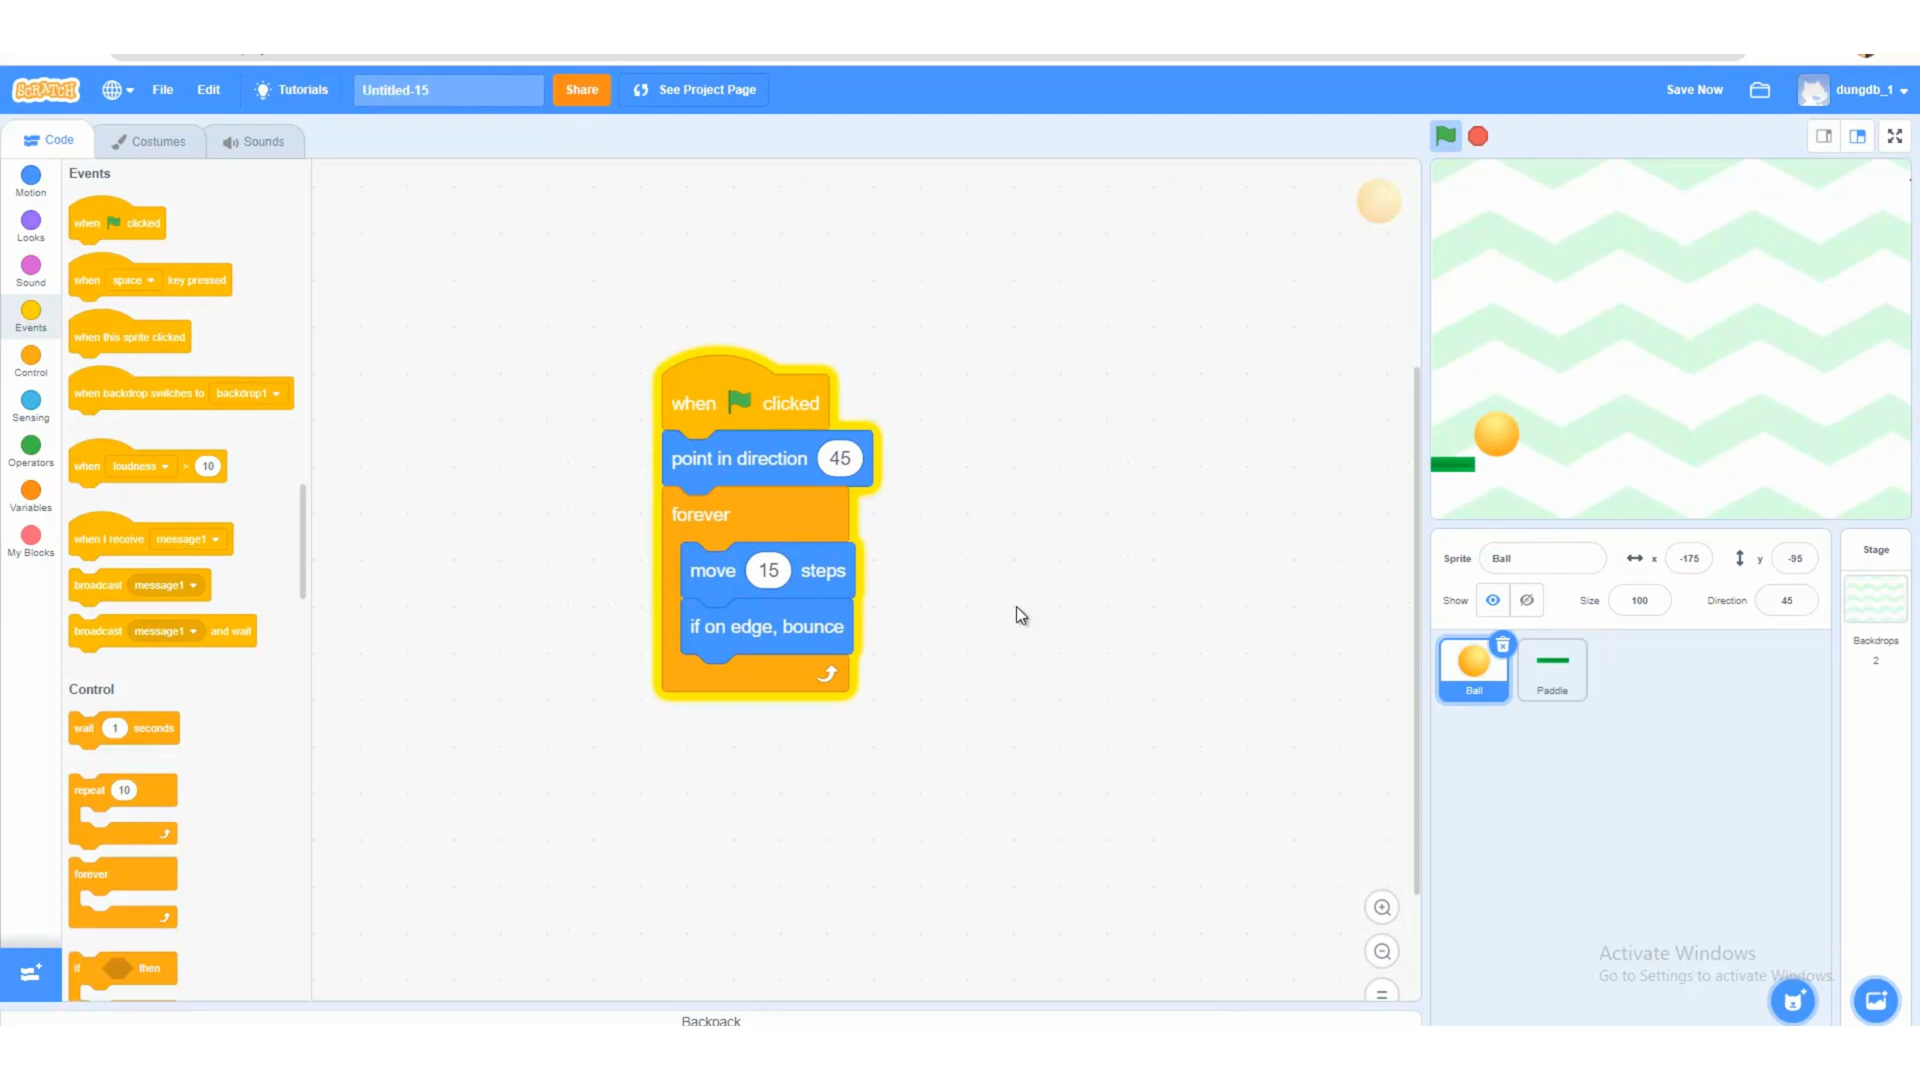 SCRATCH File Edit Tutorials Untitled-15 Share See Project Page Save Now dungdb_1
Code Costumes Sounds
Motion
Looks
Sound
Events
Control
Sensing
Operators
Variables
My Blocks
Events
when clicked
when space key pressed
when this sprite clicked
when backdrop switches to backdrop1
when loudness > 10
when I receive message1
broadcast message1
broadcast message1 and wait
Control
wait 1 seconds
repeat 10
forever
if then
when clicked
point in direction 45
forever
move 15 steps
if on edge, bounce
Backpack
Sprite Ball x -175 y -95
Show Size 100 Direction 45
Ball
Paddle
Stage
Backdrops
2
Activate Windows
Go to Settings to activate Windows.